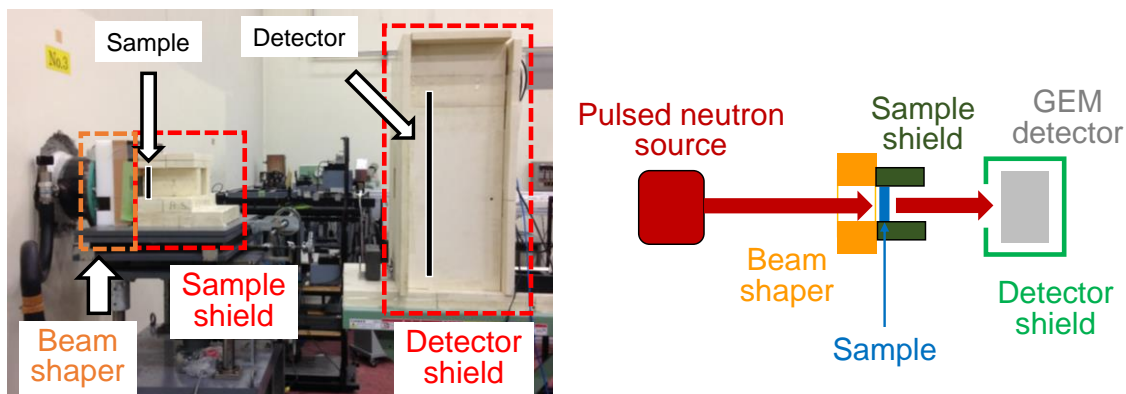 Sample
Detector
No.3
Sample
shield
Beam
shaper
Detector
shield
Pulsed neutron
source
Sample
shield
GEM
detector
Beam
shaper
Detector
shield
Sample